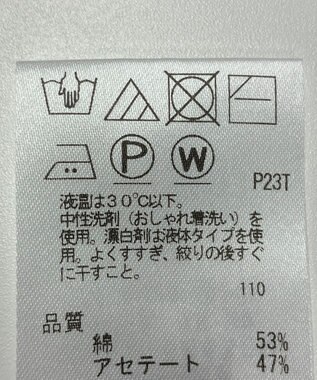 P W
P23T
液温は30℃以下。
中性洗剤（おしゃれ着洗い）を
使用。漂白剤は液体タイプを使
用。よくすすぎ、絞りの後すぐ
に干すこと。
110
品質
綿 53%
アセテート 47%